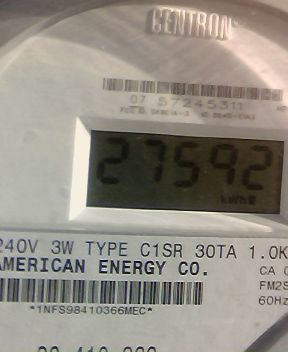 CENTRON
07 57245311
27592
kWh
240V 3W TYPE C1SR 30TA 1.0K
AMERICAN ENERGY CO.
CA
FM2S
60Hz
*1NFS98410366MEC*